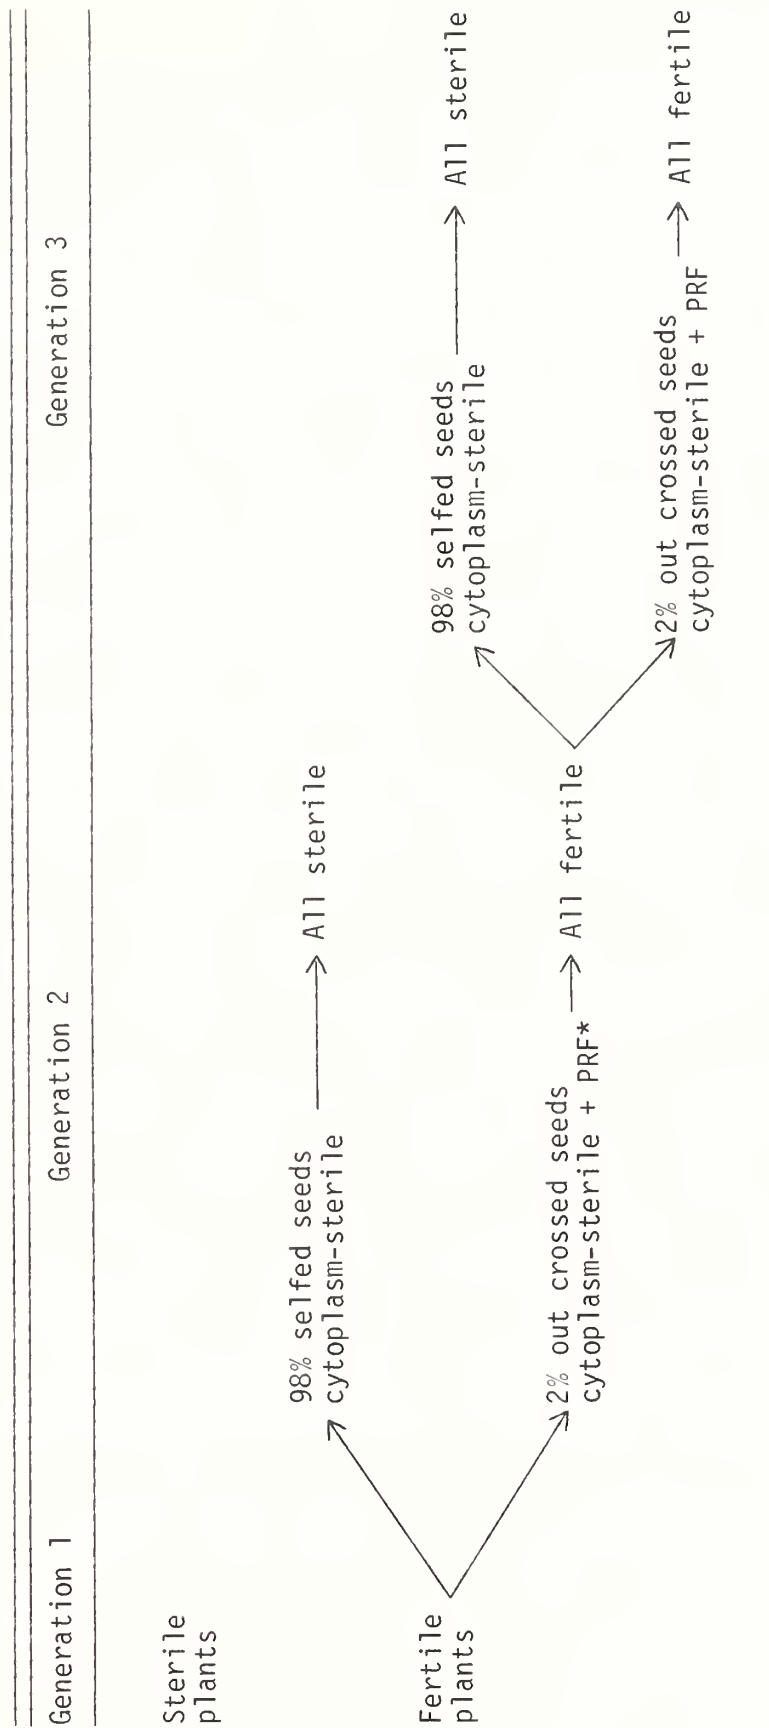 Generation 1
Generation 2
Generation 3
Sterile
plants
98% selfed seeds
cytoplasm-sterile
All sterile
98% selfed seeds
cytoplasm-sterile
All sterile
Fertile
plants
2% out crossed seeds
cytoplasm-sterile + PRF*
All fertile
2% out crossed seeds
cytoplasm-sterile + PRF
All fertile